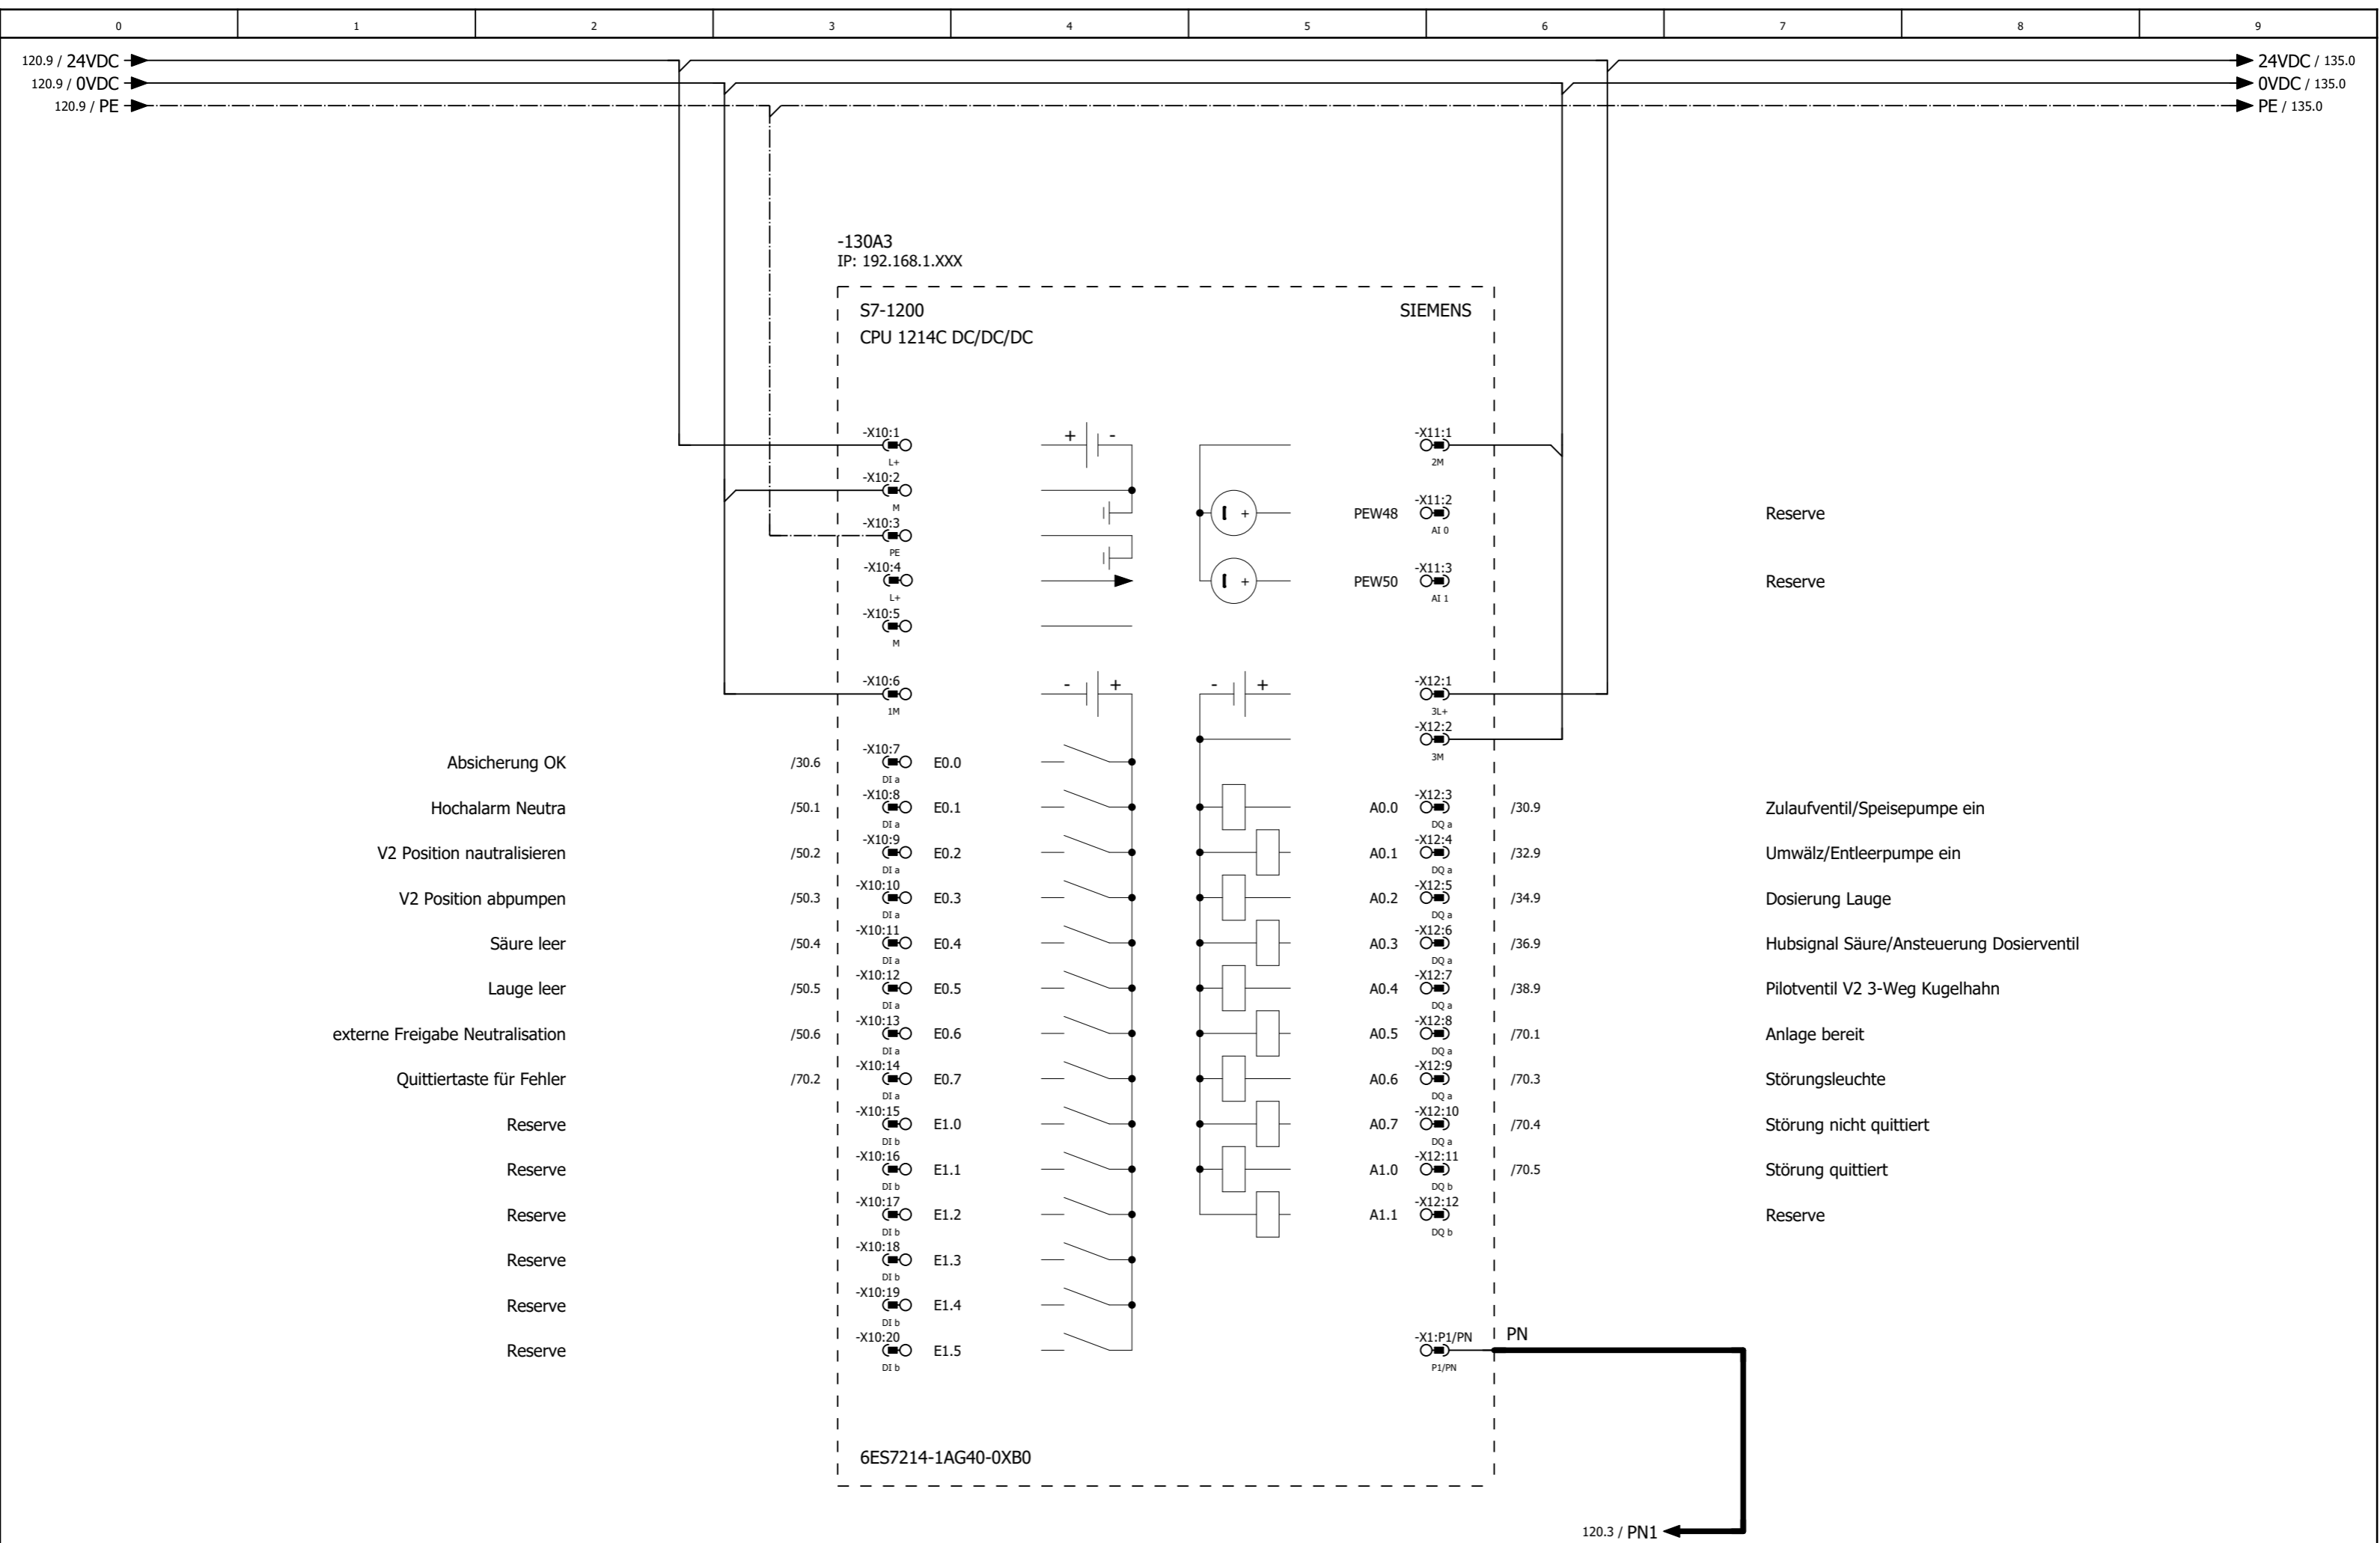 0 1 2 3 4 5 6 7 8 9
120.9 / 24VDC 24VDC / 135.0
120.9 / 0VDC 0VDC / 135.0
120.9 / PE PE / 135.0
-130A3
IP: 192.168.1.XXX
S7-1200 SIEMENS
CPU 1214C DC/DC/DC
-X10:1 + - -X11:1
L+ 2M
-X10:2
M
-X11:2
PEW48 + Reserve
AI 0
-X10:3
PE
-X10:4
L+
-X11:3
PEW50 + Reserve
AI 1
-X10:5
M
-X10:6 - + - + -X12:1
1M 3L+
-X12:2
3M
-X10:7
Absicherung OK /30.6 E0.0
DI a
-X10:8 -X12:3
Hochalarm Neutra /50.1 E0.1 A0.0 /30.9 Zulaufventil/Speisepumpe ein
DI a DQ a
-X10:9 -X12:4
V2 Position nautralisieren /50.2 E0.2 A0.1 /32.9 Umwälz/Entleerpumpe ein
DI a DQ a
-X10:10 -X12:5
V2 Position abpumpen /50.3 E0.3 A0.2 /34.9 Dosierung Lauge
DI a DQ a
-X10:11 -X12:6
Säure leer /50.4 E0.4 A0.3 /36.9 Hubsignal Säure/Ansteuerung Dosierventil
DI a DQ a
-X10:12 -X12:7
Lauge leer /50.5 E0.5 A0.4 /38.9 Pilotventil V2 3-Weg Kugelhahn
DI a DQ a
-X10:13 -X12:8
externe Freigabe Neutralisation /50.6 E0.6 A0.5 /70.1 Anlage bereit
DI a DQ a
-X10:14 -X12:9
Quittiertaste für Fehler /70.2 E0.7 A0.6 /70.3 Störungsleuchte
DI a DQ a
-X10:15 -X12:10
Reserve E1.0 A0.7 /70.4 Störung nicht quittiert
DI b DQ a
-X10:16 -X12:11
Reserve E1.1 A1.0 /70.5 Störung quittiert
DI b DQ b
-X10:17 -X12:12
Reserve E1.2 A1.1 Reserve
DI b DQ b
-X10:18
Reserve E1.3
DI b
-X10:19
Reserve E1.4
DI b
-X10:20 -X1:P1/PN PN
Reserve E1.5
DI b P1/PN
6ES7214-1AG40-0XB0
120.3 / PN1